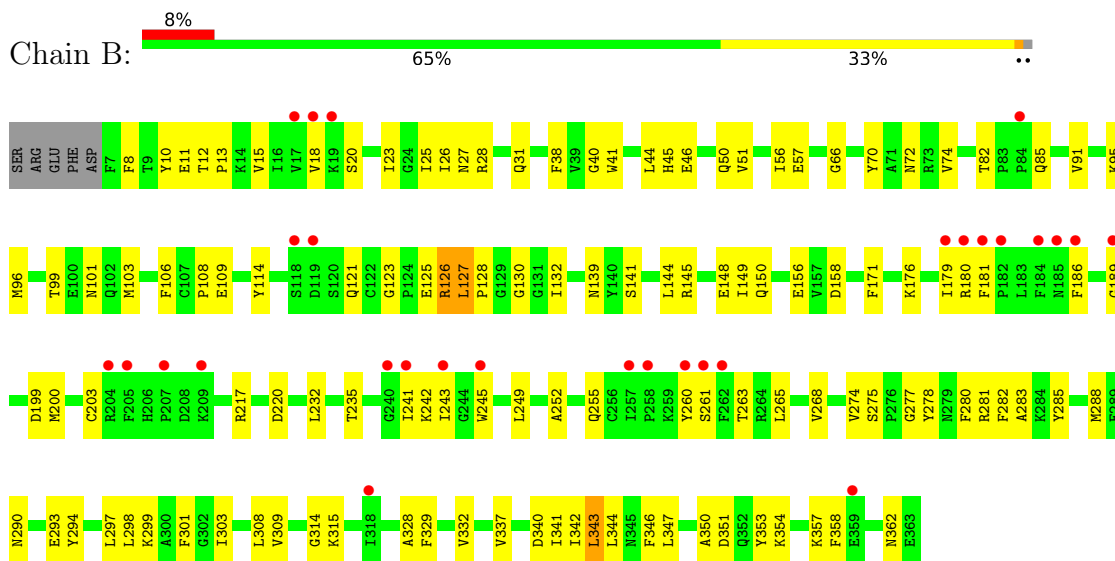 8%
Chain B:
65% 33% ••
SER ARG GLU PHE ASP F7 F8 T9 Y10 E11 T12 P13 K14 V15 I16 V17 V18 K19 S20 I23 G24 I25 I26 N27 R28 Q31 F38 V39 G40 W41 L44 H45 E46 Q50 V51 I56 E57 G66 Y70 A71 N72 R73 V74 T82 P83 P84 Q85 V91 K95
M96 T99 E100 N101 Q102 M103 F106 C107 P108 E109 Y114 S118 D119 S120 Q121 C122 G123 P124 E125 R126 L127 P128 G129 G130 G131 I132 N139 Y140 S141 L144 R145 E148 I149 Q150 E156 V157 D158 F171 K176 I179 R180 F181 P182 L183 F184 N185 F186
D199 M200 C203 R204 F205 H206 P207 D208 K209 R217 D220 L232 T235 G240 I241 K242 I243 G244 W245 L249 A252 Q255 C256 I257 P258 K259 Y260 S261 F262 T263 R264 L265 V268 V274 S275 P276 G277 Y278 N279 F280 R281 F282 A283 K284 Y285 M288
N290 E293 Y294 L297 L298 K299 A300 F301 G302 I303 L308 V309 G314 K315 I318 A328 F329 V332 V337 D340 I341 I342 L343 L344 N345 F346 L347 A350 D351 Q352 Y353 K354 K357 F358 E359 N362 E363